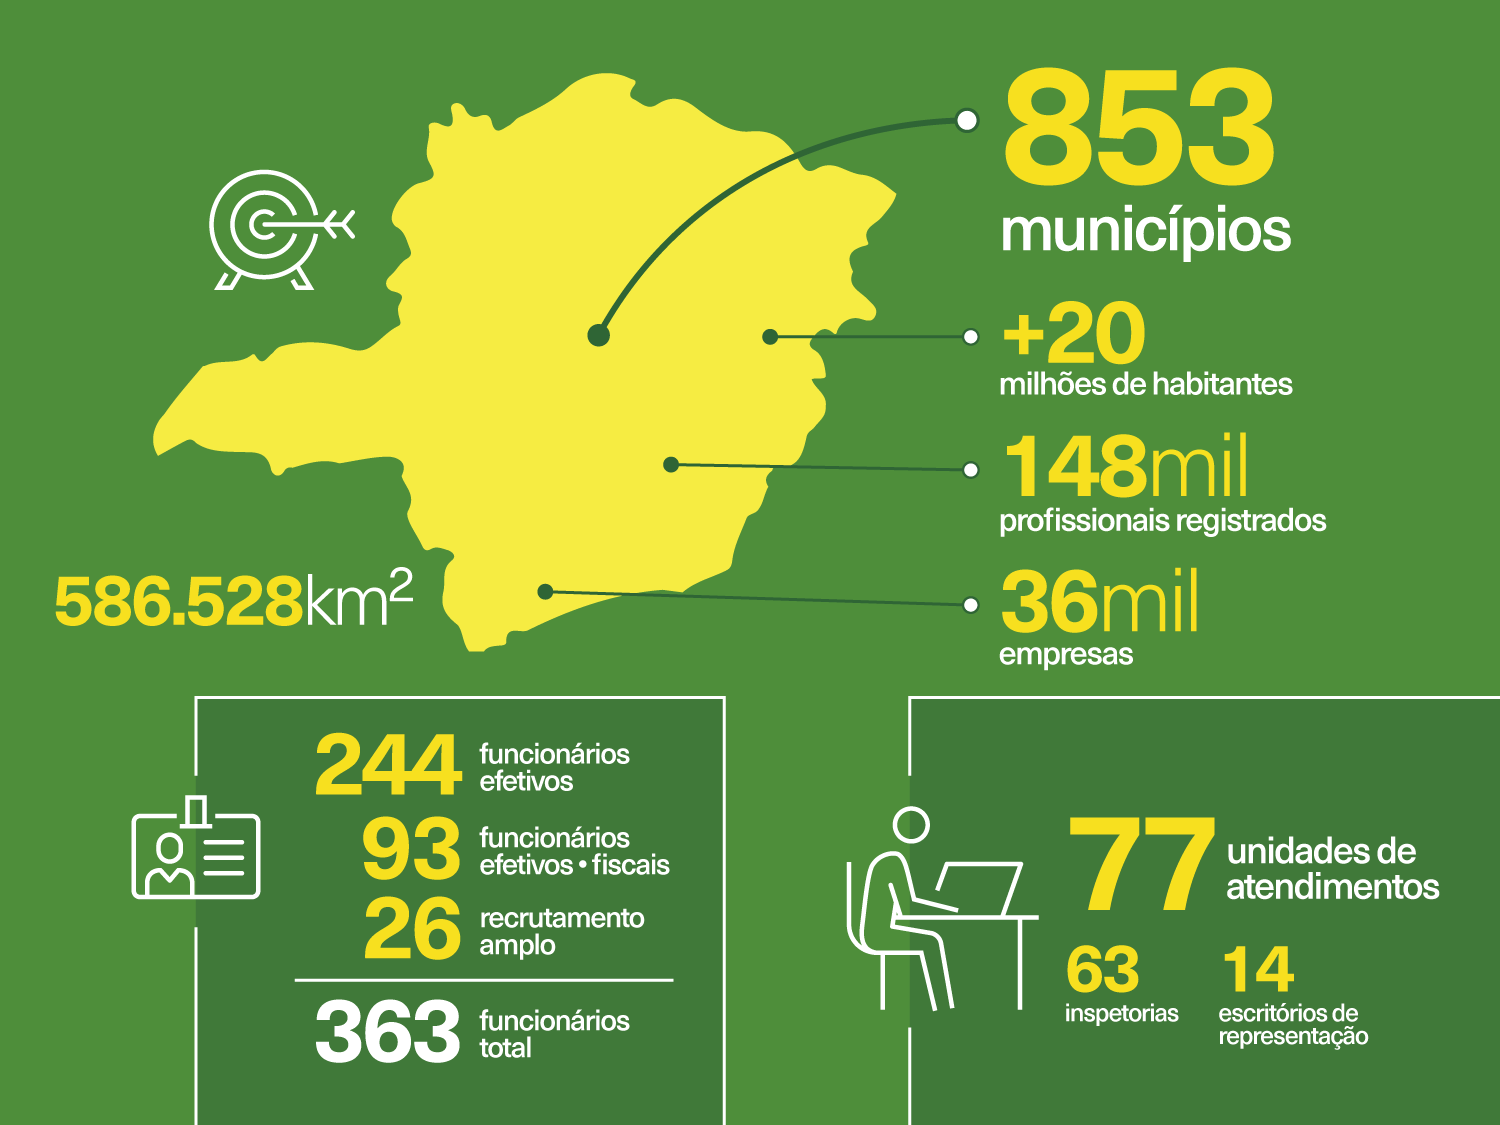 853
municípios
+20
milhões de habitantes
148mil
profissionais registrados
36mil
empresas
586.528km²
244 funcionários
efetivos
93 funcionários
efetivos • fiscais
26 recrutamento
amplo
363 funcionários
total
77 unidades de
atendimentos
63
inspetorias
14
escritórios de
representação